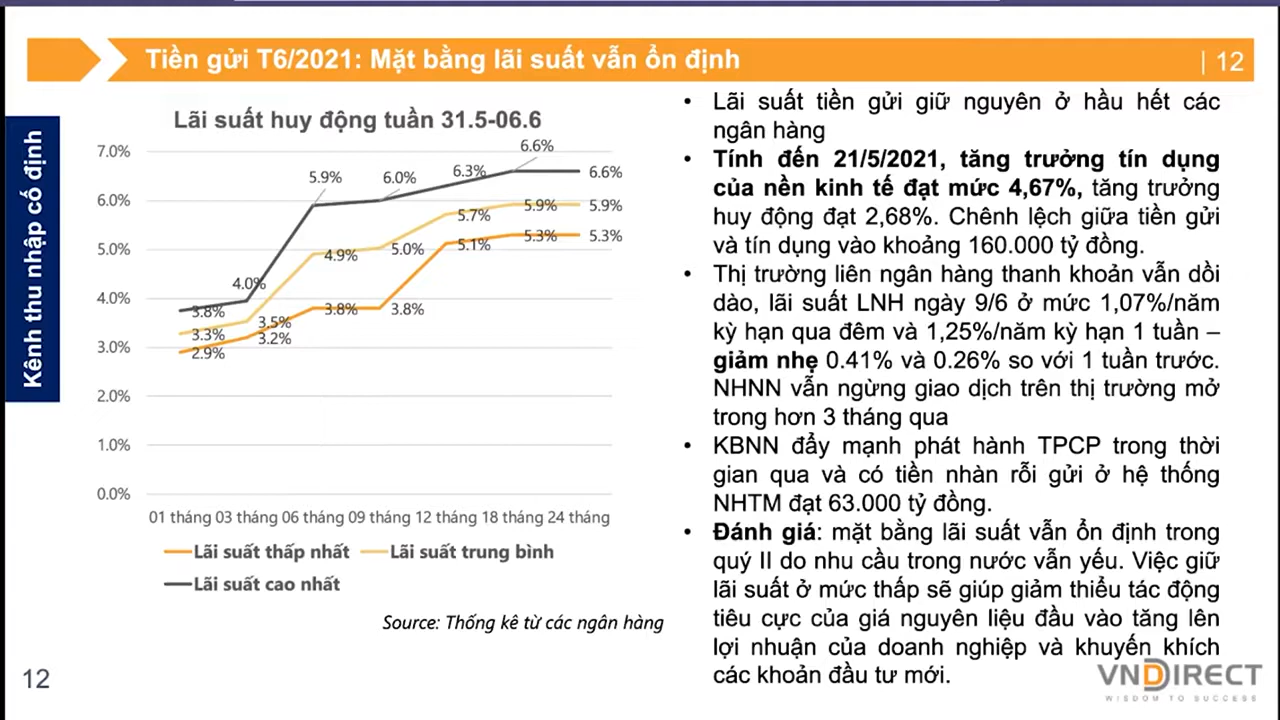 Tiền gửi T6/2021: Mặt bằng lãi suất vẫn ổn định
| 12
Kênh thu nhập cố định
Lãi suất huy động tuần 31.5-06.6
7.0%
6.0%
5.0%
4.0%
3.0%
2.0%
1.0%
0.0%
3.8%
4.0%
5.9%
6.0%
6.3%
6.6%
6.6%
3.3%
3.5%
4.9%
5.0%
5.7%
5.9%
5.9%
2.9%
3.2%
3.8%
3.8%
5.1%
5.3%
5.3%
01 tháng 03 tháng 06 tháng 09 tháng 12 tháng 18 tháng 24 tháng
Lãi suất thấp nhất Lãi suất trung bình
Lãi suất cao nhất
Source: Thống kê từ các ngân hàng
• Lãi suất tiền gửi giữ nguyên ở hầu hết các
ngân hàng
• Tính đến 21/5/2021, tăng trưởng tín dụng
của nền kinh tế đạt mức 4,67%, tăng trưởng
huy động đạt 2,68%. Chênh lệch giữa tiền gửi
và tín dụng vào khoảng 160.000 tỷ đồng.
• Thị trường liên ngân hàng thanh khoản vẫn dồi
dào, lãi suất LNH ngày 9/6 ở mức 1,07%/năm
kỳ hạn qua đêm và 1,25%/năm kỳ hạn 1 tuần –
giảm nhẹ 0.41% và 0.26% so với 1 tuần trước.
NHNN vẫn ngừng giao dịch trên thị trường mở
trong hơn 3 tháng qua
• KBNN đẩy mạnh phát hành TPCP trong thời
gian qua và có tiền nhàn rỗi gửi ở hệ thống
NHTM đạt 63.000 tỷ đồng.
• Đánh giá: mặt bằng lãi suất vẫn ổn định trong
quý II do nhu cầu trong nước vẫn yếu. Việc giữ
lãi suất ở mức thấp sẽ giúp giảm thiểu tác động
tiêu cực của giá nguyên liệu đầu vào tăng lên
lợi nhuận của doanh nghiệp và khuyến khích
các khoản đầu tư mới.
12
VNDIRECT
WISDOM TO SUCCESS